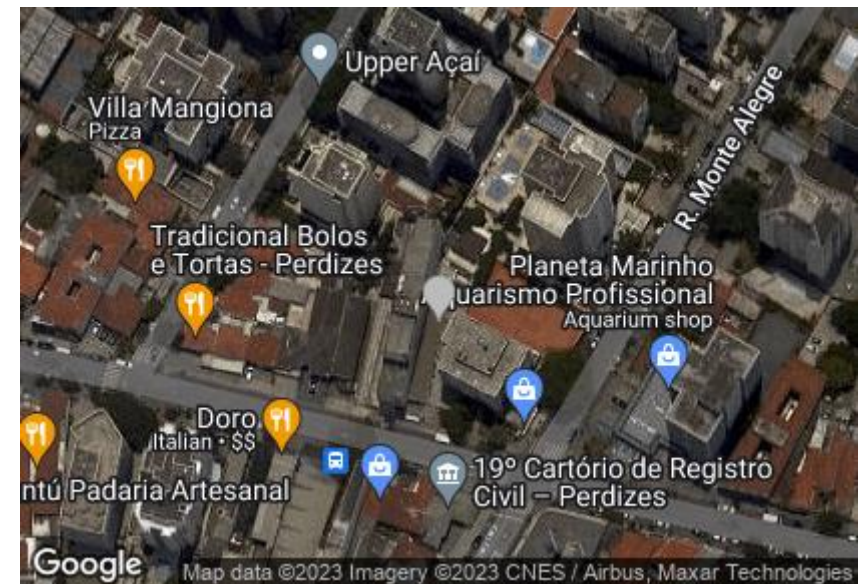 Upper Açaí
Villa Mangiona
Pizza
R. Monte Alegre
Tradicional Bolos
e Tortas - Perdizes
Planeta Marinho
quarismo Profissional
Aquarium shop
Doro
Italian • $$
ntú Padaria Artesanal
19º Cartório de Registro
Civil – Perdizes
Google
Map data ©2023 Imagery ©2023 CNES / Airbus, Maxar Technologies